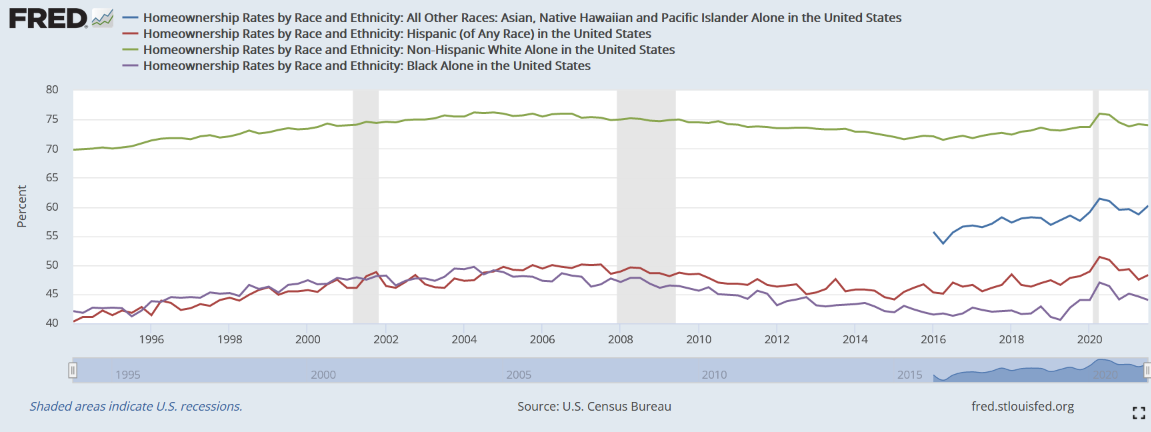 FRED
Homeownership Rates by Race and Ethnicity: All Other Races: Asian, Native Hawaiian and Pacific Islander Alone in the United States
Homeownership Rates by Race and Ethnicity: Hispanic (of Any Race) in the United States
Homeownership Rates by Race and Ethnicity: Non-Hispanic White Alone in the United States
Homeownership Rates by Race and Ethnicity: Black Alone in the United States
Percent
80
75
70
65
60
55
50
45
40
1996 1998 2000 2002 2004 2006 2008 2010 2012 2014 2016 2018 2020
1995 2000 2005 2010 2015 2020
Shaded areas indicate U.S. recessions. Source: U.S. Census Bureau fred.stlouisfed.org